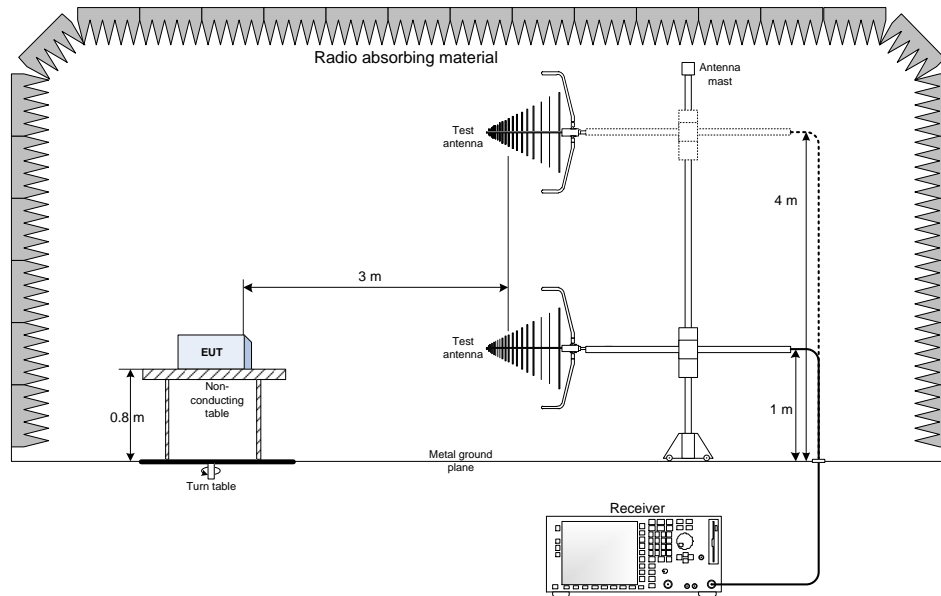 Radio absorbing material
Antenna
mast
Test
antenna
4 m
3 m
Test
antenna
EUT
Non-
conducting
table
0.8 m
1 m
Metal ground
plane
Turn table
Receiver